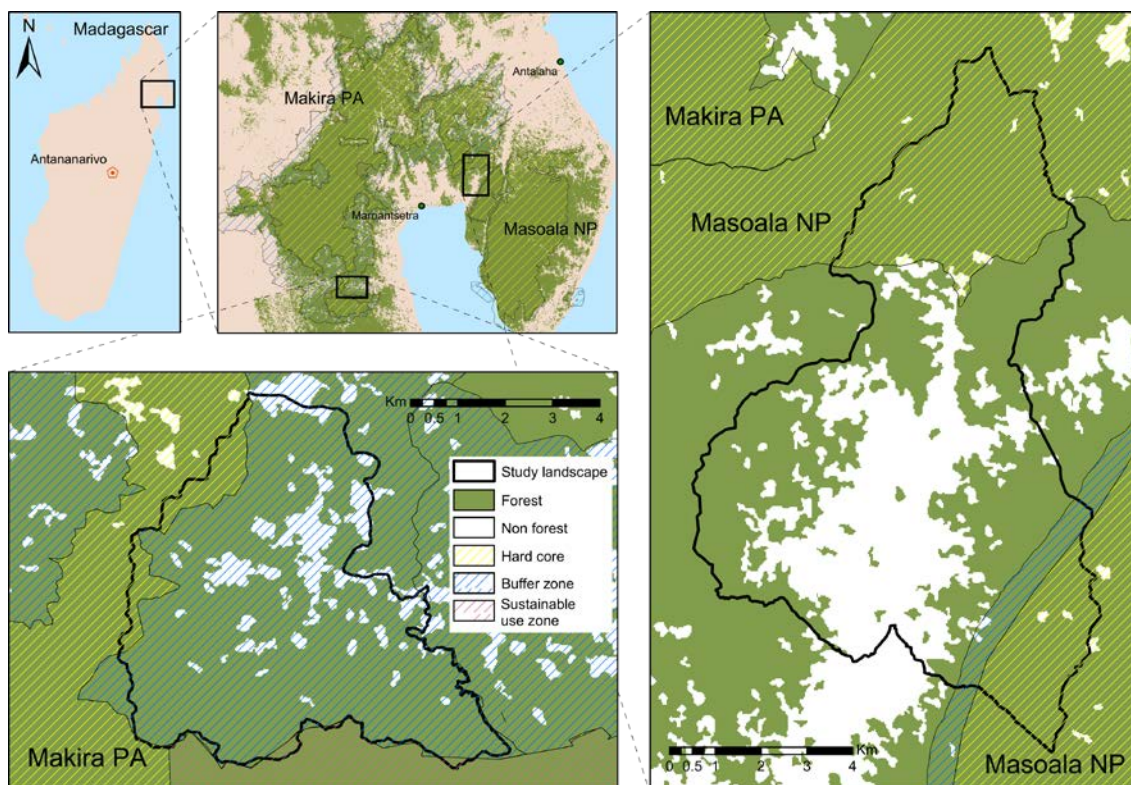 N
Madagascar
Antananarivo
Makira PA
Antalaha
Maroantsetra
Masoala NP
Makira PA
Masoala NP
Km
0 0.5 1 2 3 4
Study landscape
Forest
Non forest
Hard core
Buffer zone
Sustainable
use zone
Makira PA
Km
0 0.5 1 2 3 4
Masoala NP